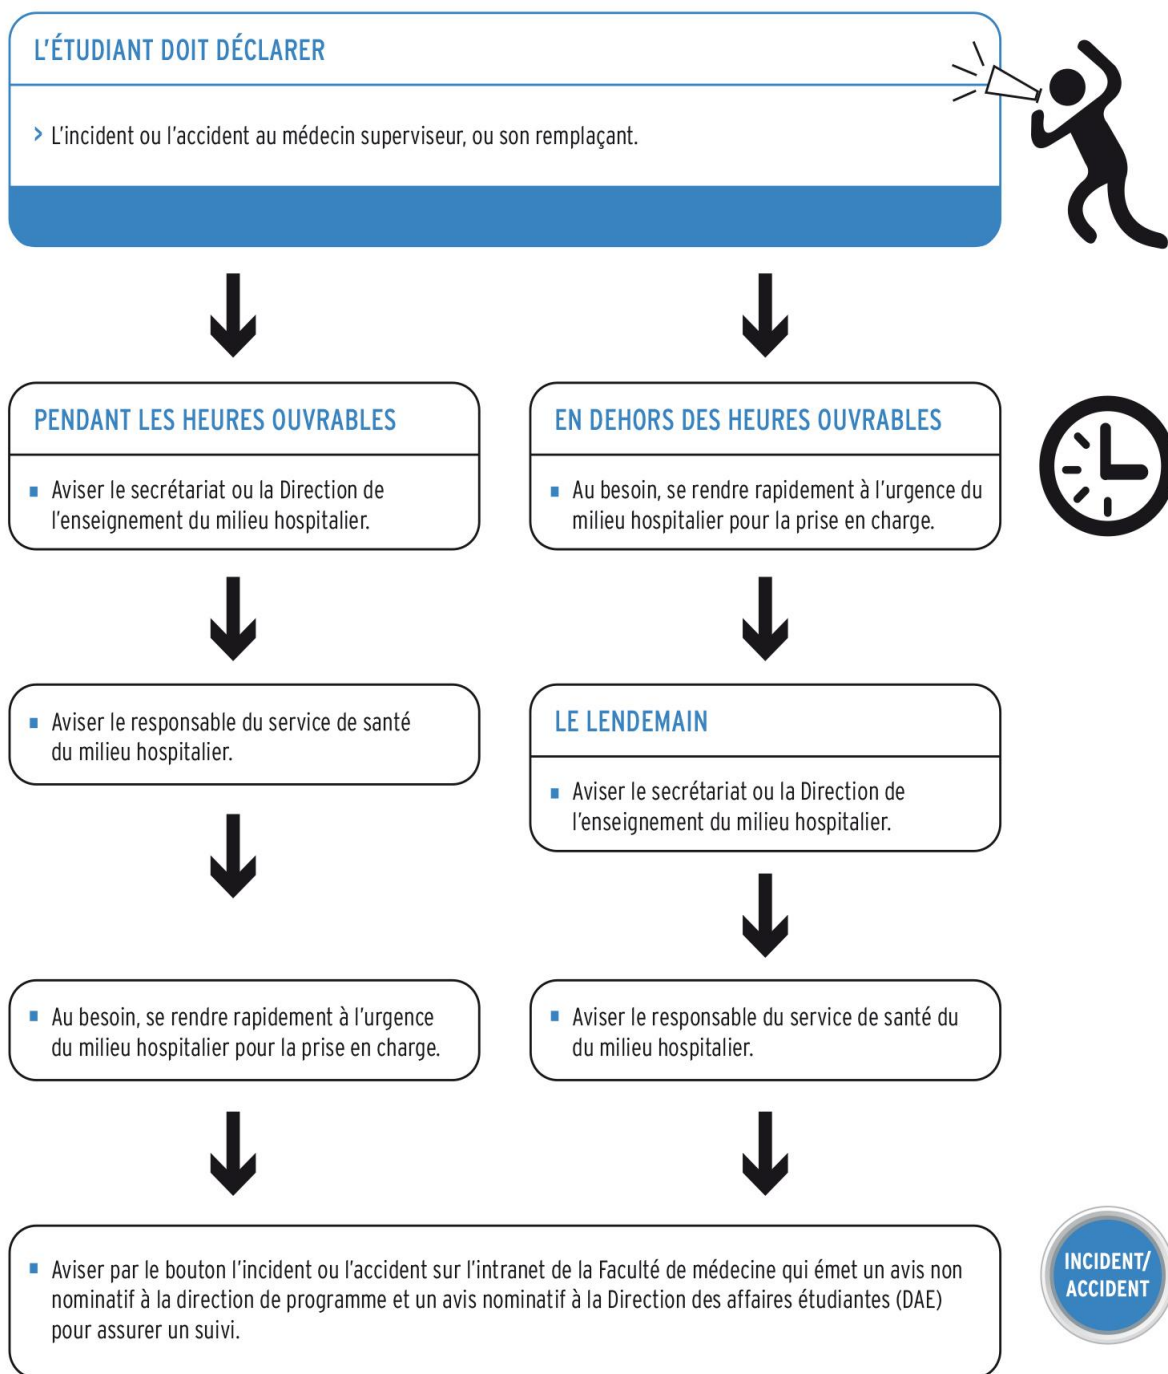 L'ÉTUDIANT DOIT DÉCLARER
› L'incident ou l'accident au médecin superviseur, ou son remplaçant.
PENDANT LES HEURES OUVRABLES
▪ Aviser le secrétariat ou la Direction de
l'enseignement du milieu hospitalier.
▪ Aviser le responsable du service de santé
du milieu hospitalier.
▪ Au besoin, se rendre rapidement à l'urgence
du milieu hospitalier pour la prise en charge.
EN DEHORS DES HEURES OUVRABLES
▪ Au besoin, se rendre rapidement à l'urgence du
milieu hospitalier pour la prise en charge.
LE LENDEMAIN
▪ Aviser le secrétariat ou la Direction de
l'enseignement du milieu hospitalier.
▪ Aviser le responsable du service de santé du
du milieu hospitalier.
▪ Aviser par le bouton l'incident ou l'accident sur l'intranet de la Faculté de médecine qui émet un avis non
nominatif à la direction de programme et un avis nominatif à la Direction des affaires étudiantes (DAE)
pour assurer un suivi.
INCIDENT/
ACCIDENT